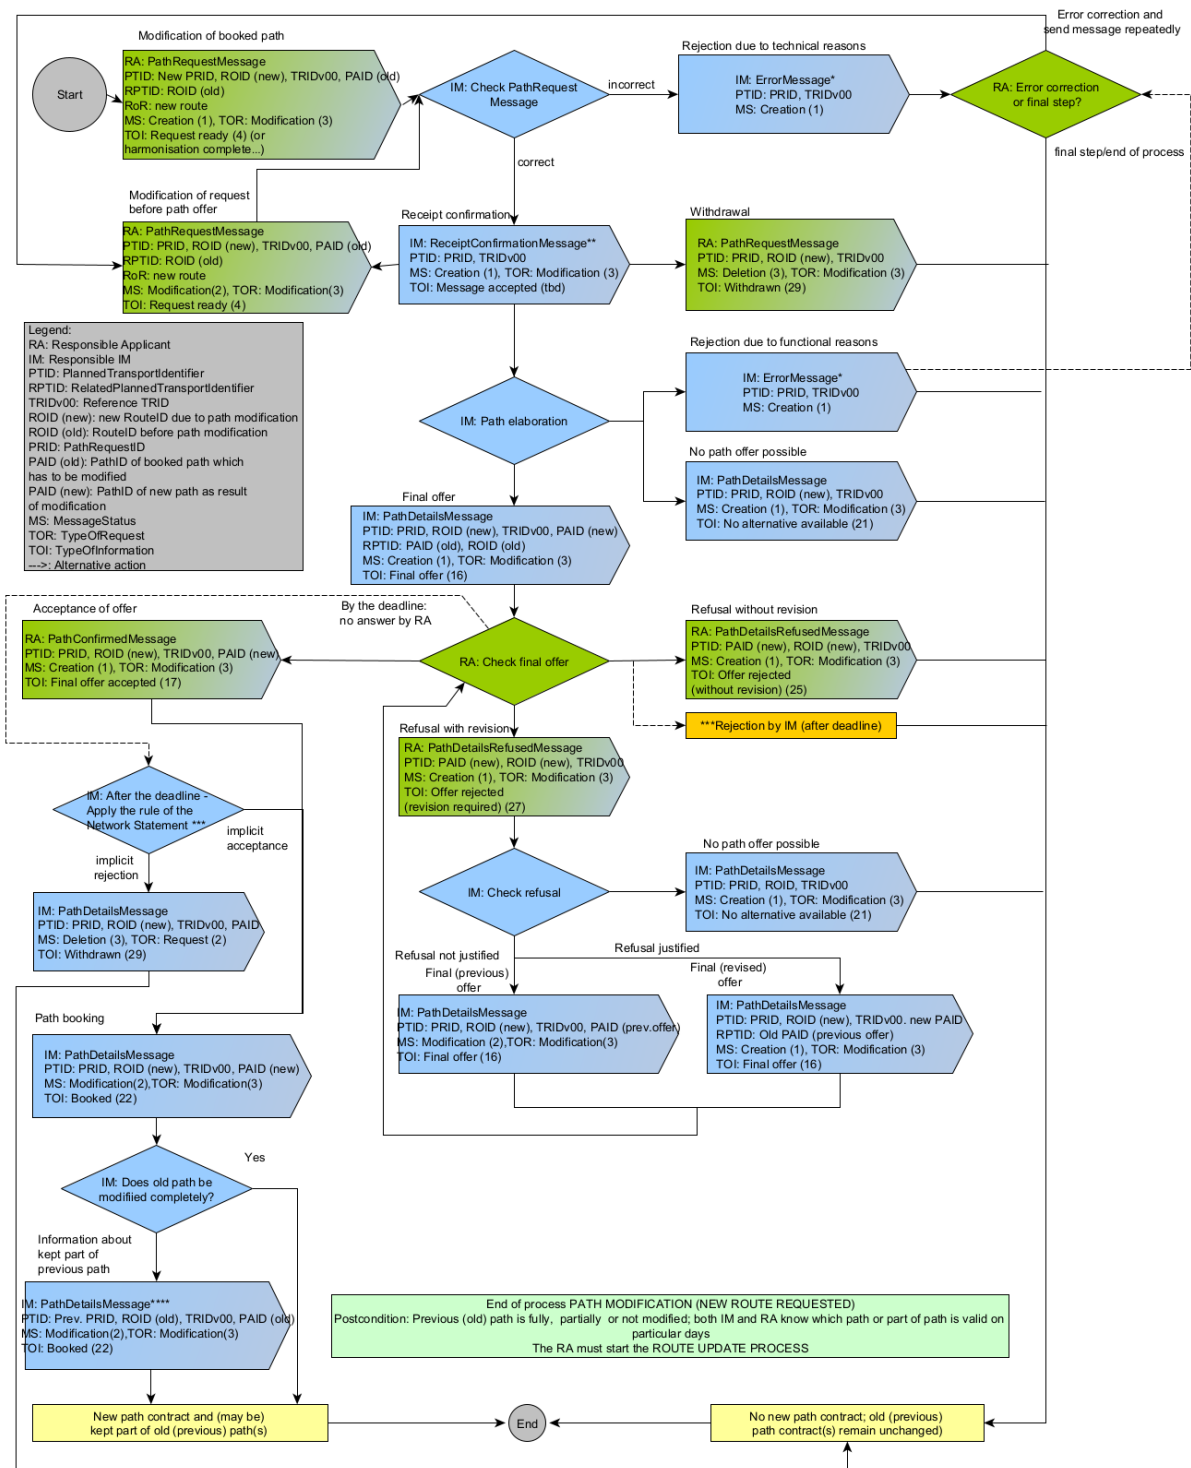 Error correction and
send message repeatedly
Modification of booked path
Start
RA: PathRequestMessage
PTID: New PRID, ROID (new), TRIDv00, PAID (old)
RPTID: ROID (old)
RoR: new route
MS: Creation (1), TOR: Modification (3)
TOI: Request ready (4) (or
harmonisation complete...)
IM: Check PathRequest
Message
incorrect
correct
Rejection due to technical reasons
IM: ErrorMessage*
PTID: PRID, TRIDv00
MS: Creation (1)
RA: Error correction
or final step?
final step/end of process
Modification of request
before path offer
RA: PathRequestMessage
PTID: PRID, ROID (new), TRIDv00, PAID (old)
RPTID: ROID (old)
RoR: new route
MS: Modification(2), TOR: Modification(3)
TOI: Request ready (4)
Receipt confirmation
IM: ReceiptConfirmationMessage**
PTID: PRID, TRIDv00
MS: Creation (1), TOR: Modification (3)
TOI: Message accepted (tbd)
Withdrawal
RA: PathRequestMessage
PTID: PRID, ROID (new), TRIDv00
MS: Deletion (3), TOR: Modification (3)
TOI: Withdrawn (29)
Legend:
RA: Responsible Applicant
IM: Responsible IM
PTID: PlannedTransportIdentifier
RPTID: RelatedPlannedTransportIdentifier
TRIDv00: Reference TRID
ROID (new): new RouteID due to path modification
ROID (old): RouteID before path modification
PRID: PathRequestID
PAID (old): PathID of booked path which
has to be modified
PAID (new): PathID of new path as result
of modification
MS: MessageStatus
TOR: TypeOfRequest
TOI: TypeOfInformation
--->: Alternative action
Rejection due to functional reasons
IM: ErrorMessage*
PTID: PRID, TRIDv00
MS: Creation (1)
IM: Path elaboration
No path offer possible
IM: PathDetailsMessage
PTID: PRID, ROID (new), TRIDv00
MS: Creation (1), TOR: Modification (3)
TOI: No alternative available (21)
Final offer
IM: PathDetailsMessage
PTID: PRID, ROID (new), TRIDv00, PAID (new)
RPTID: PAID (old), ROID (old)
MS: Creation (1), TOR: Modification (3)
TOI: Final offer (16)
By the deadline:
no answer by RA
Acceptance of offer
RA: PathConfirmedMessage
PTID: PRID, ROID (new), TRIDv00, PAID (new)
MS: Creation (1), TOR: Modification (3)
TOI: Final offer accepted (17)
RA: Check final offer
Refusal without revision
RA: PathDetailsRefusedMessage
PTID: PAID (new), ROID (new), TRIDv00
MS: Creation (1), TOR: Modification (3)
TOI: Offer rejected
(without revision) (25)
***Rejection by IM (after deadline)
Refusal with revision
RA: PathDetailsRefusedMessage
PTID: PAID (new), ROID (new), TRIDv00
MS: Creation (1), TOR: Modification (3)
TOI: Offer rejected
(revision required) (27)
IM: After the deadline -
Apply the rule of the
Network Statement ***
implicit
acceptance
implicit
rejection
IM: Check refusal
No path offer possible
IM: PathDetailsMessage
PTID: PRID, ROID, TRIDv00
MS: Creation (1), TOR: Modification (3)
TOI: No alternative available (21)
IM: PathDetailsMessage
PTID: PRID, ROID (new), TRIDv00, PAID
MS: Deletion (3), TOR: Request (2)
TOI: Withdrawn (29)
Refusal not justified
Refusal justified
Final (previous)
offer
Final (revised)
offer
IM: PathDetailsMessage
PTID: PRID, ROID (new), TRIDv00, PAID (prev.offer)
MS: Modification (2),TOR: Modification(3)
TOI: Final offer (16)
IM: PathDetailsMessage
PTID: PRID, ROID (new), TRIDv00. new PAID
RPTID: Old PAID (previous offer)
MS: Creation (1), TOR: Modification (3)
TOI: Final offer (16)
Path booking
IM: PathDetailsMessage
PTID: PRID, ROID (new), TRIDv00, PAID (new)
MS: Modification(2),TOR: Modification(3)
TOI: Booked (22)
Yes
IM: Does old path be
modifiied completely?
Information about
kept part of
previous path
IM: PathDetailsMessage****
PTID: Prev. PRID, ROID (old), TRIDv00, PAID (old)
MS: Modification(2),TOR: Modification(3)
TOI: Booked (22)
End of process PATH MODIFICATION (NEW ROUTE REQUESTED)
Postcondition: Previous (old) path is fully, partially or not modified; both IM and RA know which path or part of path is valid on
particular days
The RA must start the ROUTE UPDATE PROCESS
New path contract and (may be)
kept part of old (previous) path(s)
End
No new path contract; old (previous)
path contract(s) remain unchanged)